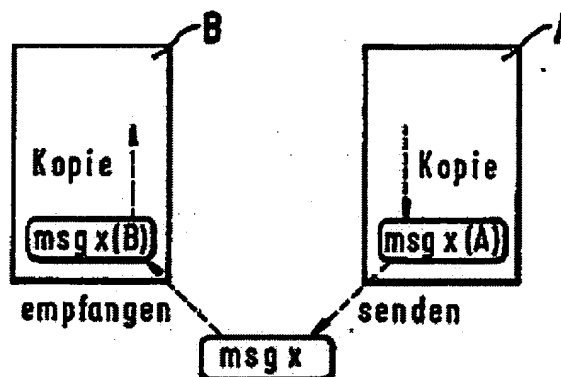 B
A
Kopie
Kopie
msg x(B)
msg x(A)
empfangen
senden
msg x